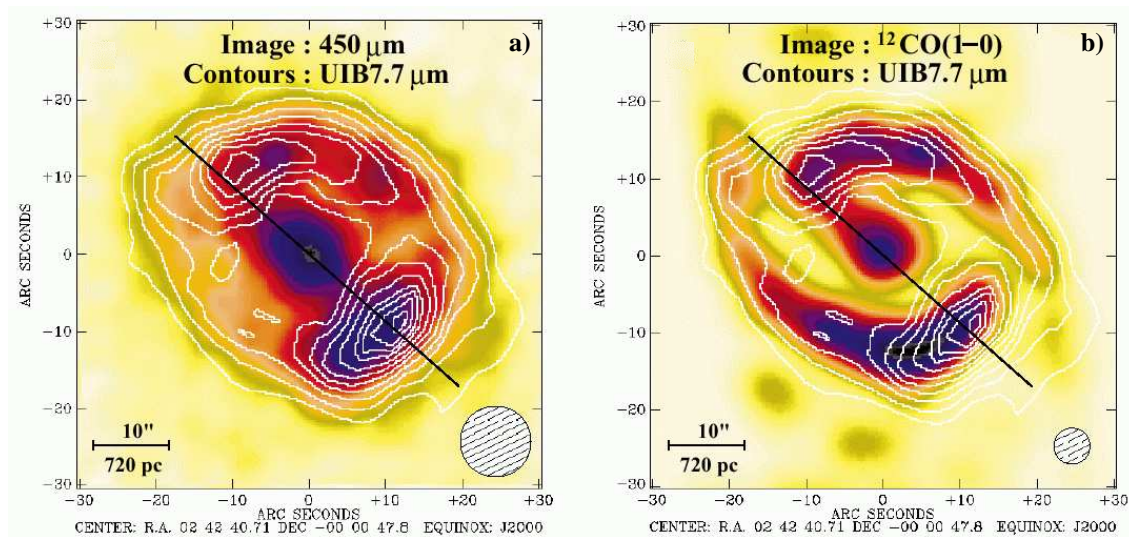 Image : 450 µm a)
Contours : UIB7.7 µm
+30
+20
+10
0
−10
−20
−30
ARC SECONDS
10"
720 pc
−30 −20 −10 0 +10 +20 +30
ARC SECONDS
CENTER: R.A. 02 42 40.71 DEC −00 00 47.8 EQUINOX: J2000
Image : ¹²CO(1−0) b)
Contours : UIB7.7 µm
+30
+20
+10
0
−10
−20
−30
ARC SECONDS
10"
720 pc
−30 −20 −10 0 +10 +20 +30
ARC SECONDS
CENTER: R.A. 02 42 40.71 DEC −00 00 47.8 EQUINOX: J2000